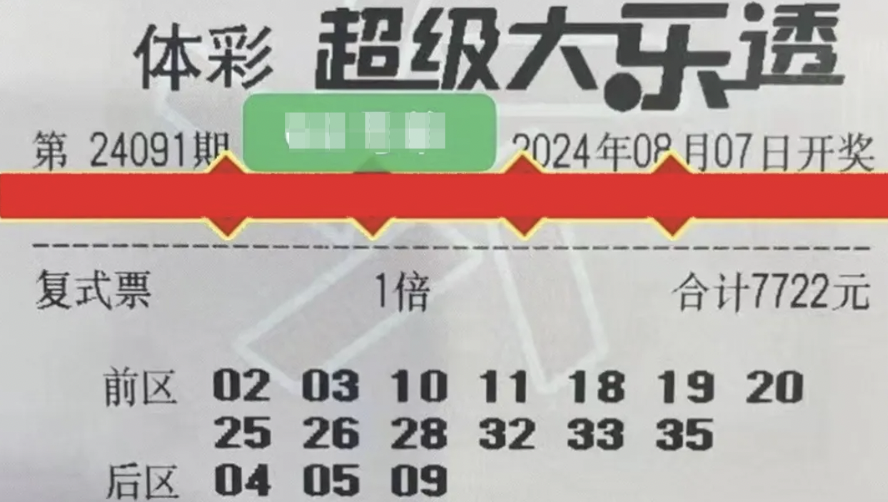 体彩 超级大乐透
第 24091期 2024年08月07日开奖
复式票 1倍 合计7722元
前区 02 03 10 11 18 19 20
25 26 28 32 33 35
后区 04 05 09